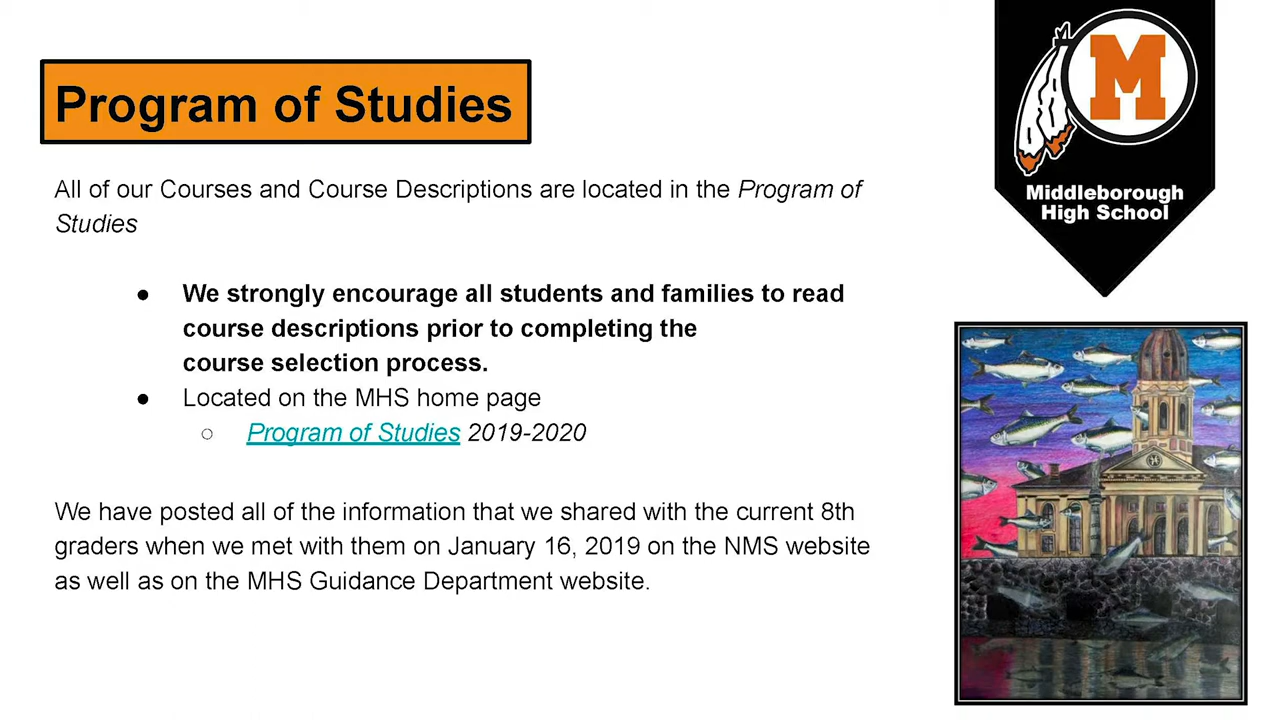 Program of Studies
All of our Courses and Course Descriptions are located in the Program of
Studies
● We strongly encourage all students and families to read
course descriptions prior to completing the
course selection process.
● Located on the MHS home page
○ Program of Studies 2019-2020
We have posted all of the information that we shared with the current 8th
graders when we met with them on January 16, 2019 on the NMS website
as well as on the MHS Guidance Department website.
M
Middleborough
High School